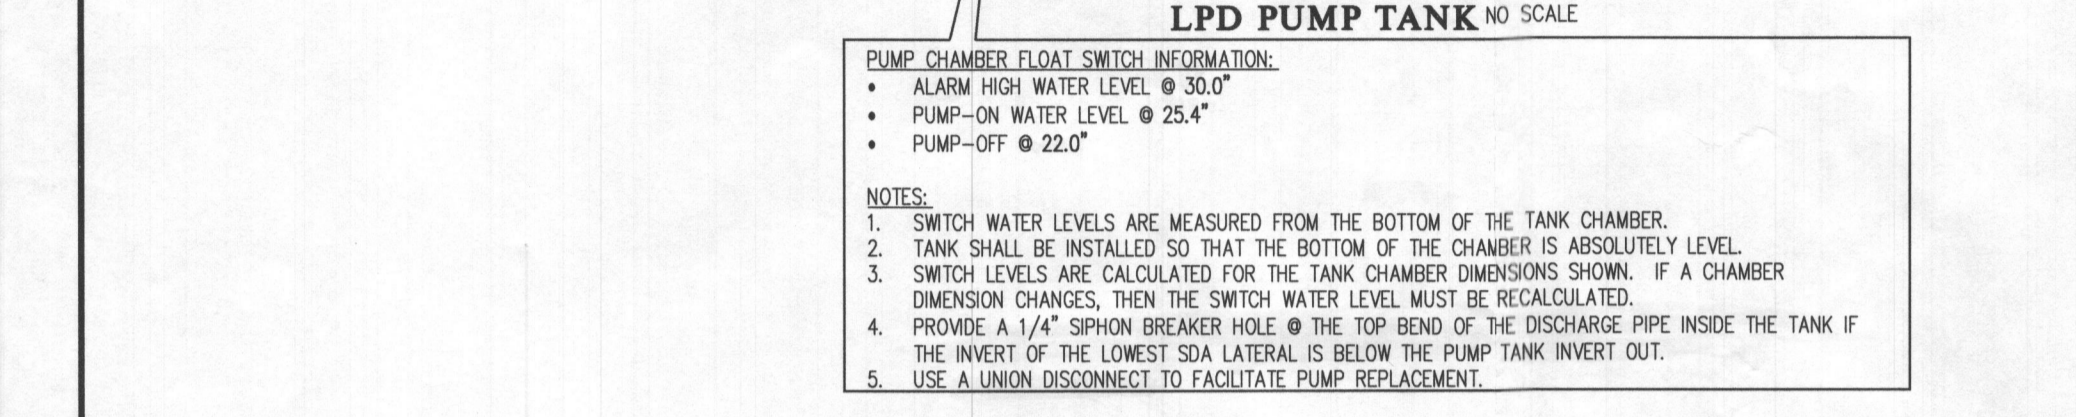 LPD PUMP TANK NO SCALE
PUMP CHAMBER FLOAT SWITCH INFORMATION:
• ALARM HIGH WATER LEVEL @ 30.0"
• PUMP-ON WATER LEVEL @ 25.4"
• PUMP-OFF @ 22.0"
NOTES:
1. SWITCH WATER LEVELS ARE MEASURED FROM THE BOTTOM OF THE TANK CHAMBER.
2. TANK SHALL BE INSTALLED SO THAT THE BOTTOM OF THE CHAMBER IS ABSOLUTELY LEVEL.
3. SWITCH LEVELS ARE CALCULATED FOR THE TANK CHAMBER DIMENSIONS SHOWN. IF A CHAMBER
DIMENSION CHANGES, THEN THE SWITCH WATER LEVEL MUST BE RECALCULATED.
4. PROVIDE A 1/4" SIPHON BREAKER HOLE @ THE TOP BEND OF THE DISCHARGE PIPE INSIDE THE TANK IF
THE INVERT OF THE LOWEST SDA LATERAL IS BELOW THE PUMP TANK INVERT OUT.
5. USE A UNION DISCONNECT TO FACILITATE PUMP REPLACEMENT.